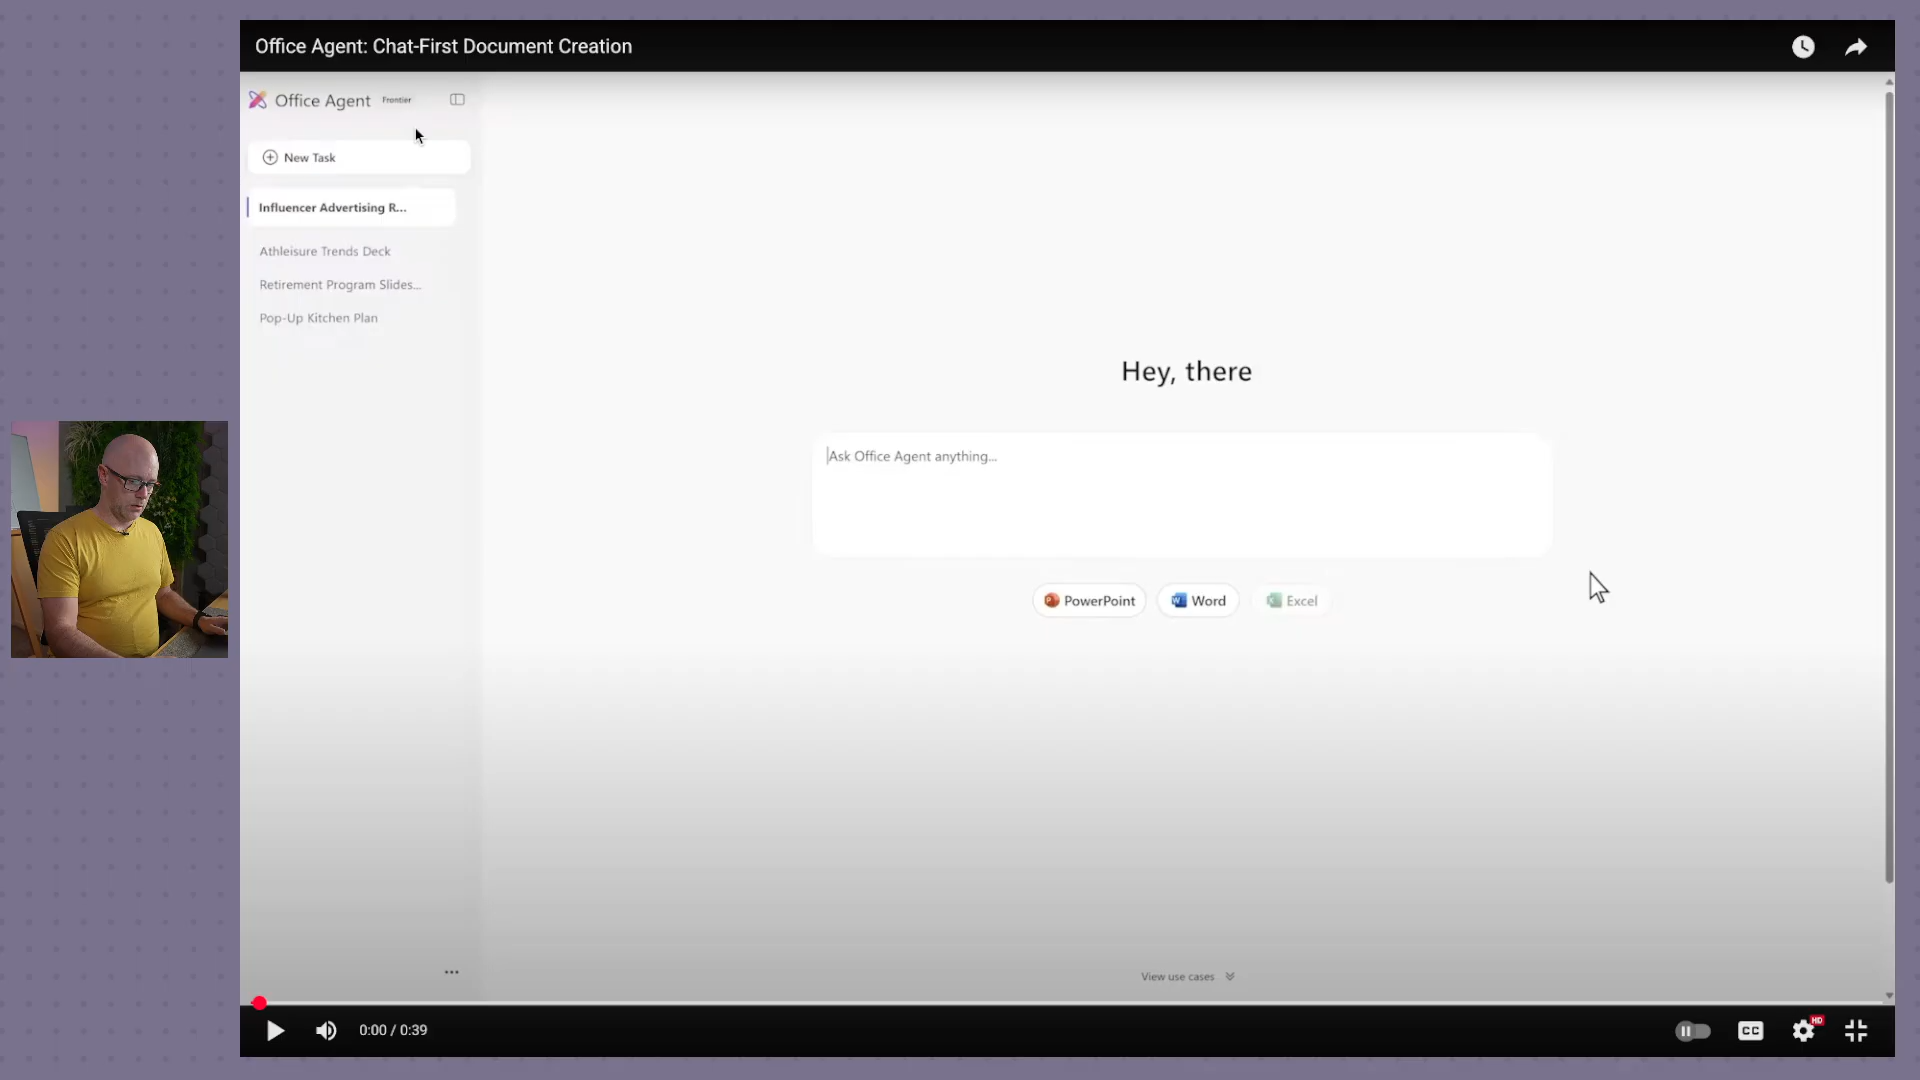 Office Agent: Chat-First Document Creation
Office Agent Frontier
New Task
Influencer Advertising R...
Athleisure Trends Deck
Retirement Program Slides...
Pop-Up Kitchen Plan
Hey, there
Ask Office Agent anything...
PowerPoint Word Excel
View use cases
0:00 / 0:39
CC
HD